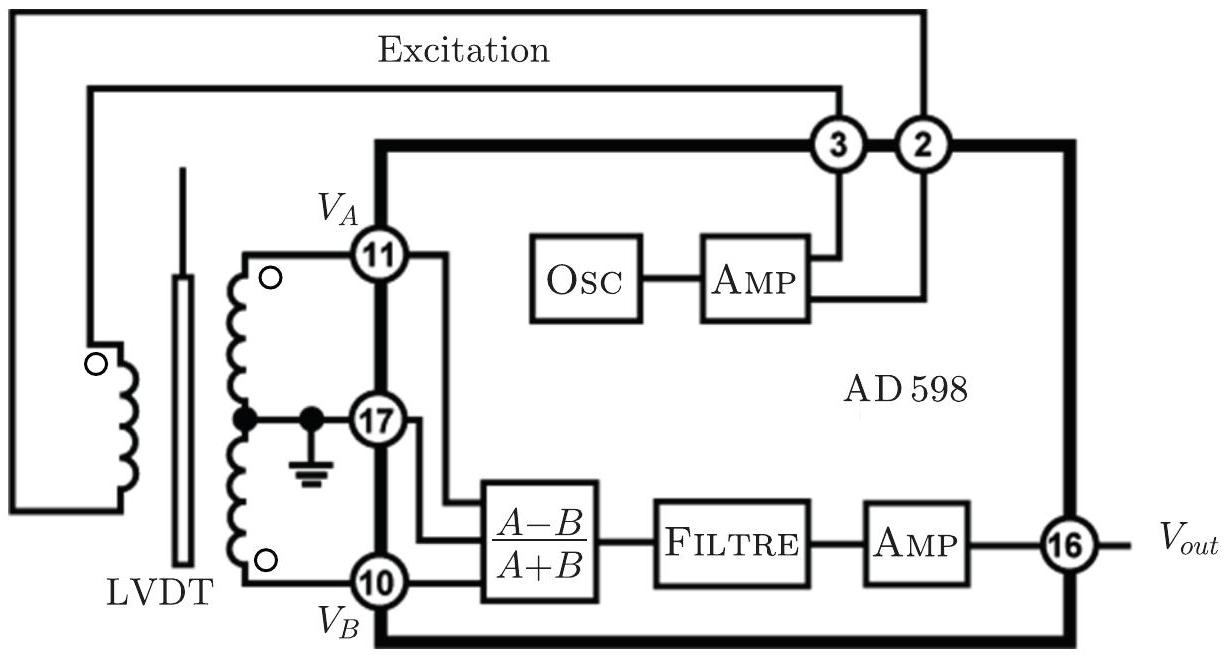 Excitation
3
2
V_A
11
OSC
AMP
17
AD 598
A−B
A+B
FILTRE
AMP
16
V_out
10
LVDT
V_B